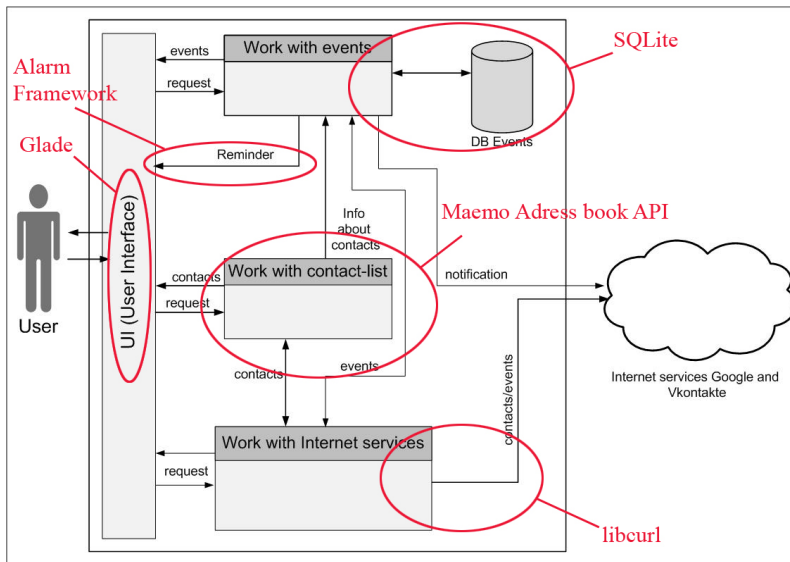 Work with events
SQLite
events
Alarm
Framework
request
DB Events
Glade
Reminder
Maemo Adress book API
Info
about
contacts
UI (User Interface)
Work with contact-list
contacts
notification
request
User
Internet services Google and
Vkontakte
contacts
events
contacts/events
Work with Internet services
request
libcurl